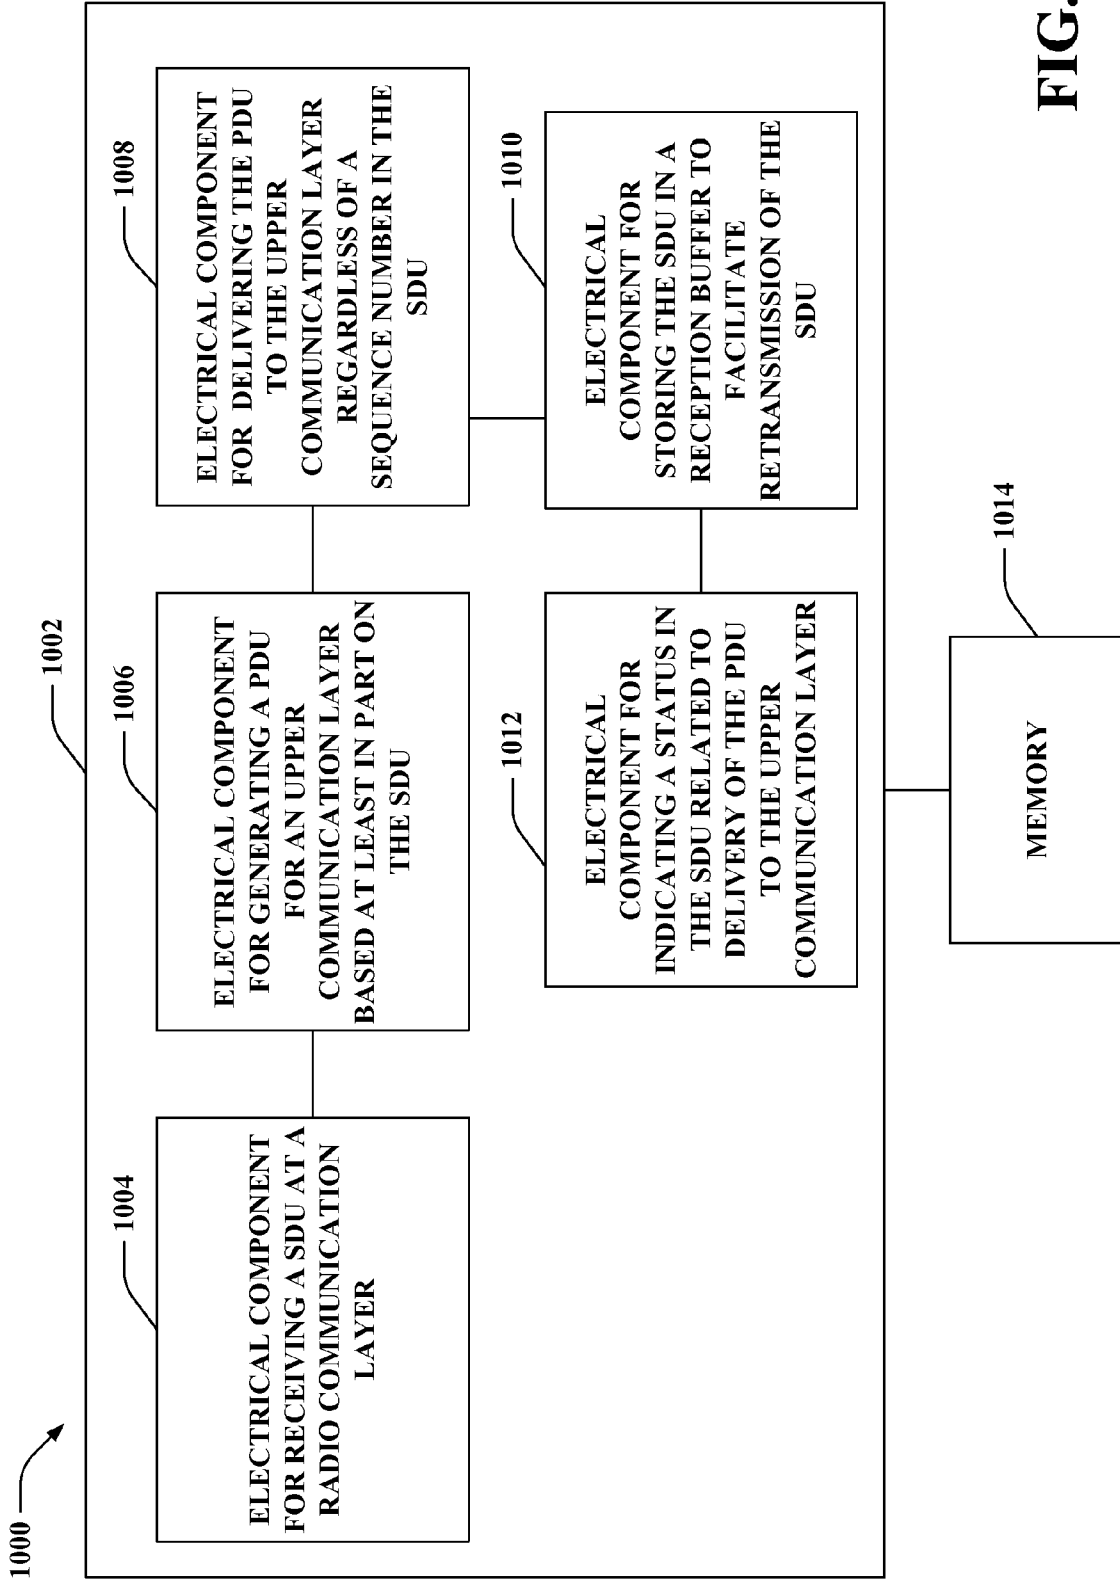 1000
1002
1004
ELECTRICAL COMPONENT
FOR RECEIVING A SDU AT A
RADIO COMMUNICATION
LAYER
1006
ELECTRICAL COMPONENT
FOR GENERATING A PDU
FOR AN UPPER
COMMUNICATION LAYER
BASED AT LEAST IN PART ON
THE SDU
1008
ELECTRICAL COMPONENT
FOR DELIVERING THE PDU
TO THE UPPER
COMMUNICATION LAYER
REGARDLESS OF A
SEQUENCE NUMBER IN THE
SDU
1012
ELECTRICAL
COMPONENT FOR
INDICATING A STATUS IN
THE SDU RELATED TO
DELIVERY OF THE PDU
TO THE UPPER
COMMUNICATION LAYER
1010
ELECTRICAL
COMPONENT FOR
STORING THE SDU IN A
RECEPTION BUFFER TO
FACILITATE
RETRANSMISSION OF THE
SDU
1014
MEMORY
FIG.